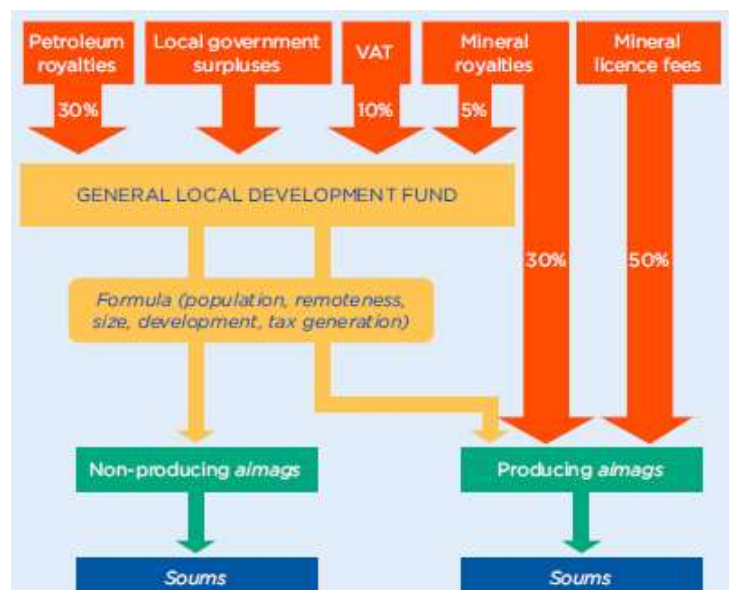 Petroleum
royalties
Local government
surpluses
VAT
Mineral
royalties
Mineral
licence fees
30%
10%
5%
GENERAL LOCAL DEVELOPMENT FUND
30%
50%
Formula (population, remoteness,
size, development, tax generation)
Non-producing aimags
Producing aimags
Soums
Soums